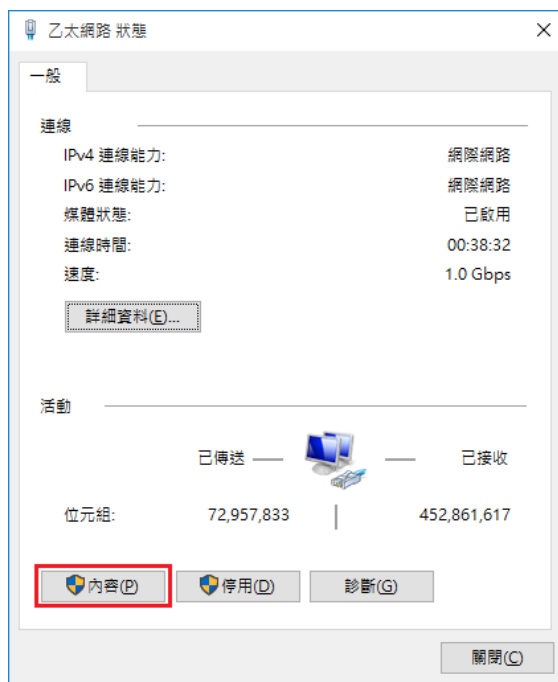 乙太網路 狀態
一般
連線
IPv4 連線能力: 網際網路
IPv6 連線能力: 網際網路
媒體狀態: 已啟用
連線時間: 00:38:32
速度: 1.0 Gbps
詳細資料(E)...
活動
已傳送 已接收
位元組: 72,957,833 452,861,617
內容(P) 停用(D) 診斷(G)
關閉(C)